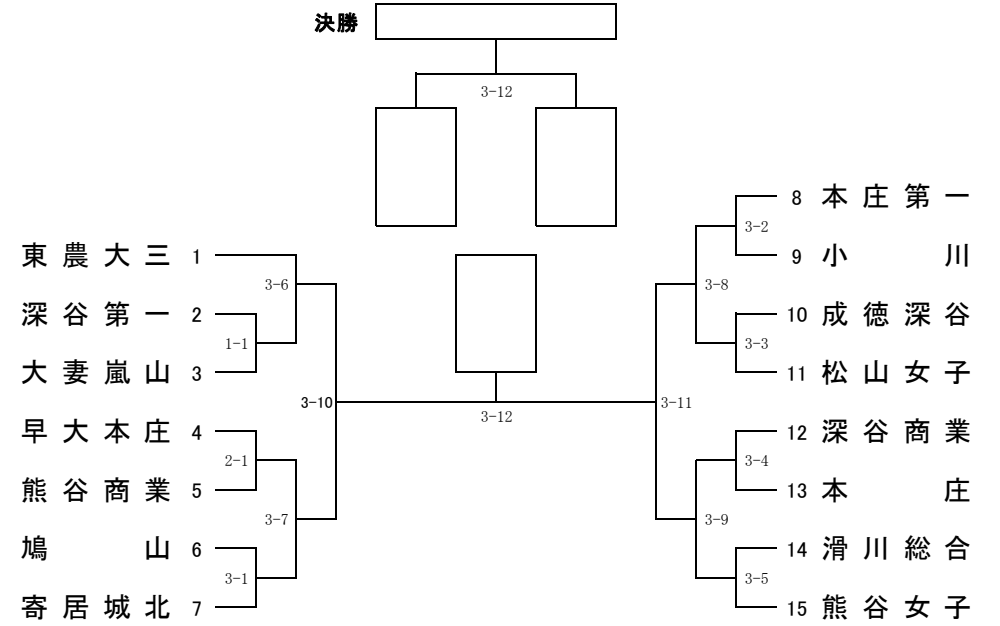 決勝
3-12
8 本庄第一
3-2
東農大三 1
9 小川
3-6
3-8
深谷第一 2
10 成徳深谷
1-1
3-3
大妻嵐山 3
11 松山女子
3-10
3-12
3-11
早大本庄 4
12 深谷商業
2-1
3-4
熊谷商業 5
13 本庄
3-7
3-9
鳩山 6
14 滑川総合
3-1
3-5
寄居城北 7
15 熊谷女子